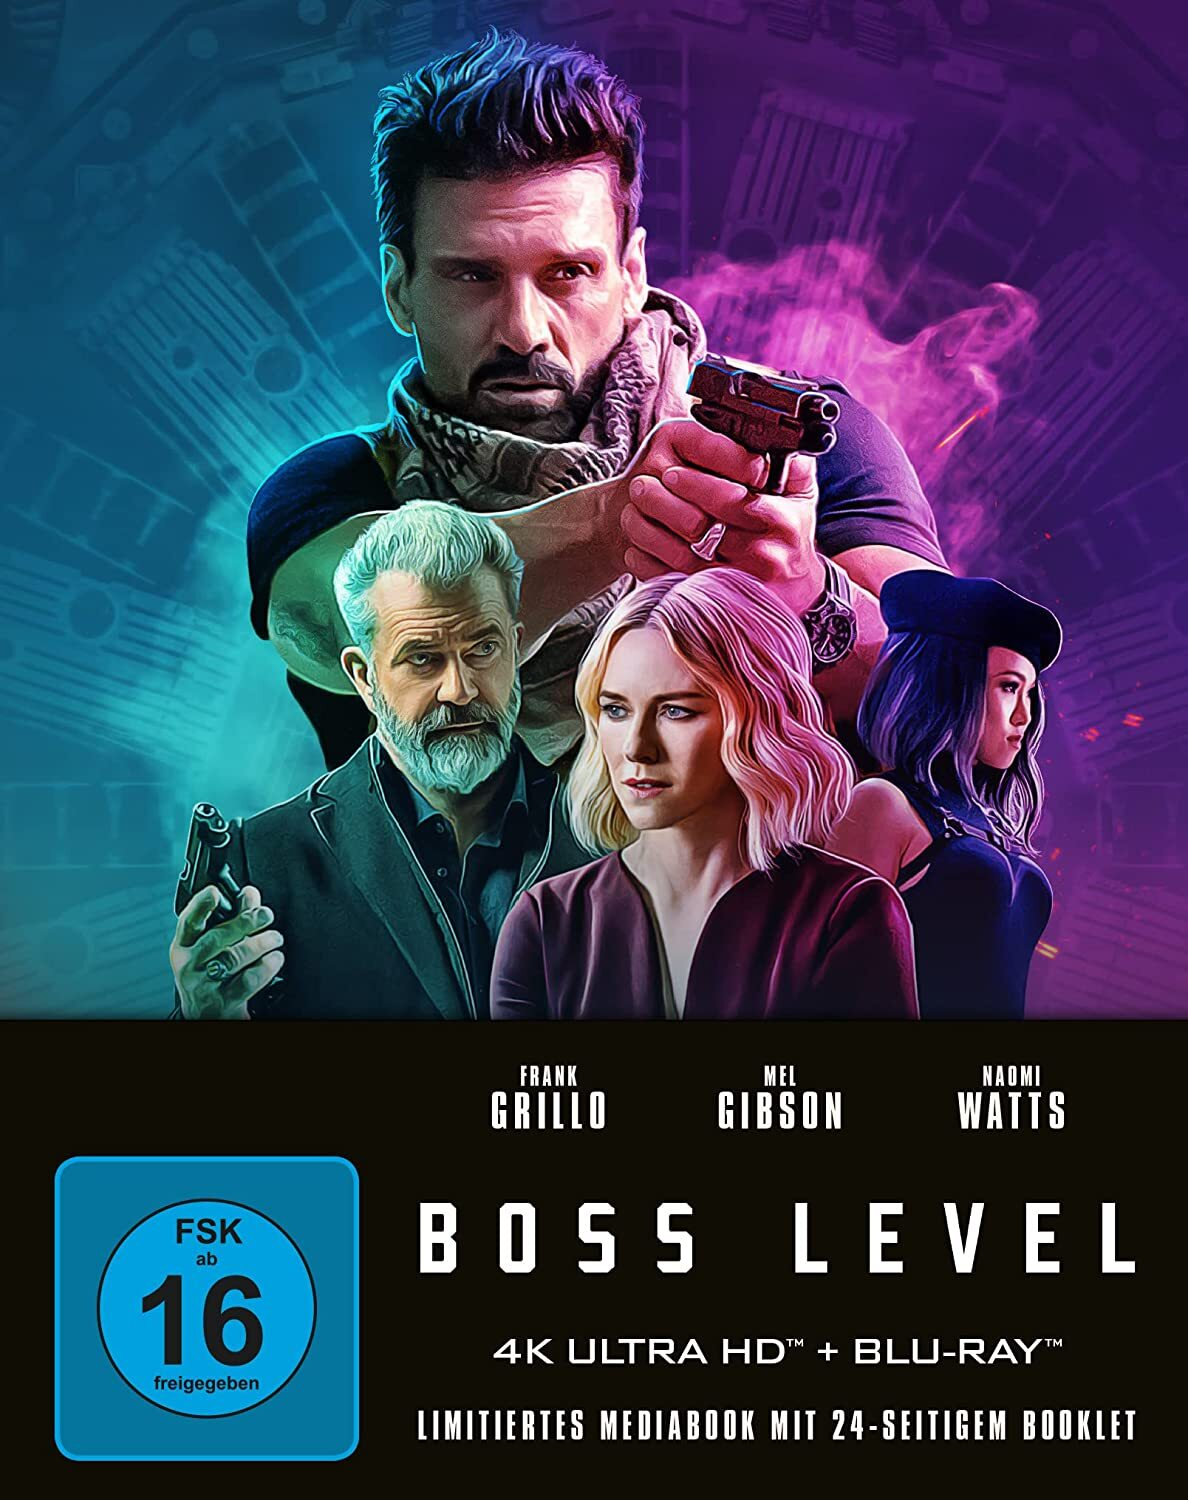 FRANK
GRILLO
MEL
GIBSON
NAOMI
WATTS
BOSS LEVEL
FSK
ab
16
freigegeben
4K ULTRA HD™ + BLU-RAY™
LIMITIERTES MEDIABOOK MIT 24-SEITIGEM BOOKLET